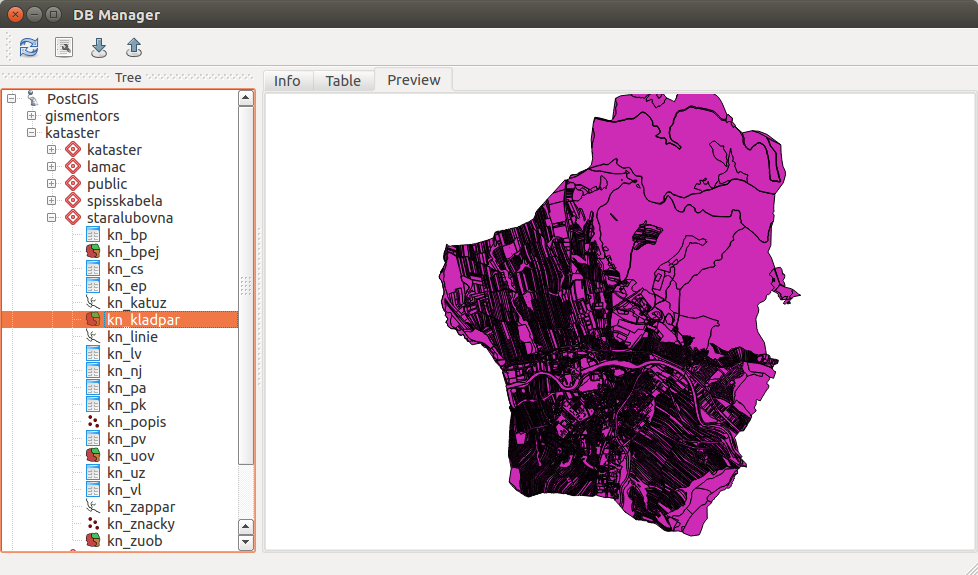 DB Manager
Tree
Info Table Preview
PostGIS
gismentors
kataster
kataster
lamac
public
spisskabela
staralubovna
kn_bp
kn_bpej
kn_cs
kn_ep
kn_katuz
kn_kladpar
kn_linie
kn_lv
kn_nj
kn_pa
kn_pk
kn_popis
kn_pv
kn_uov
kn_uz
kn_vl
kn_zappar
kn_znacky
kn_zuob